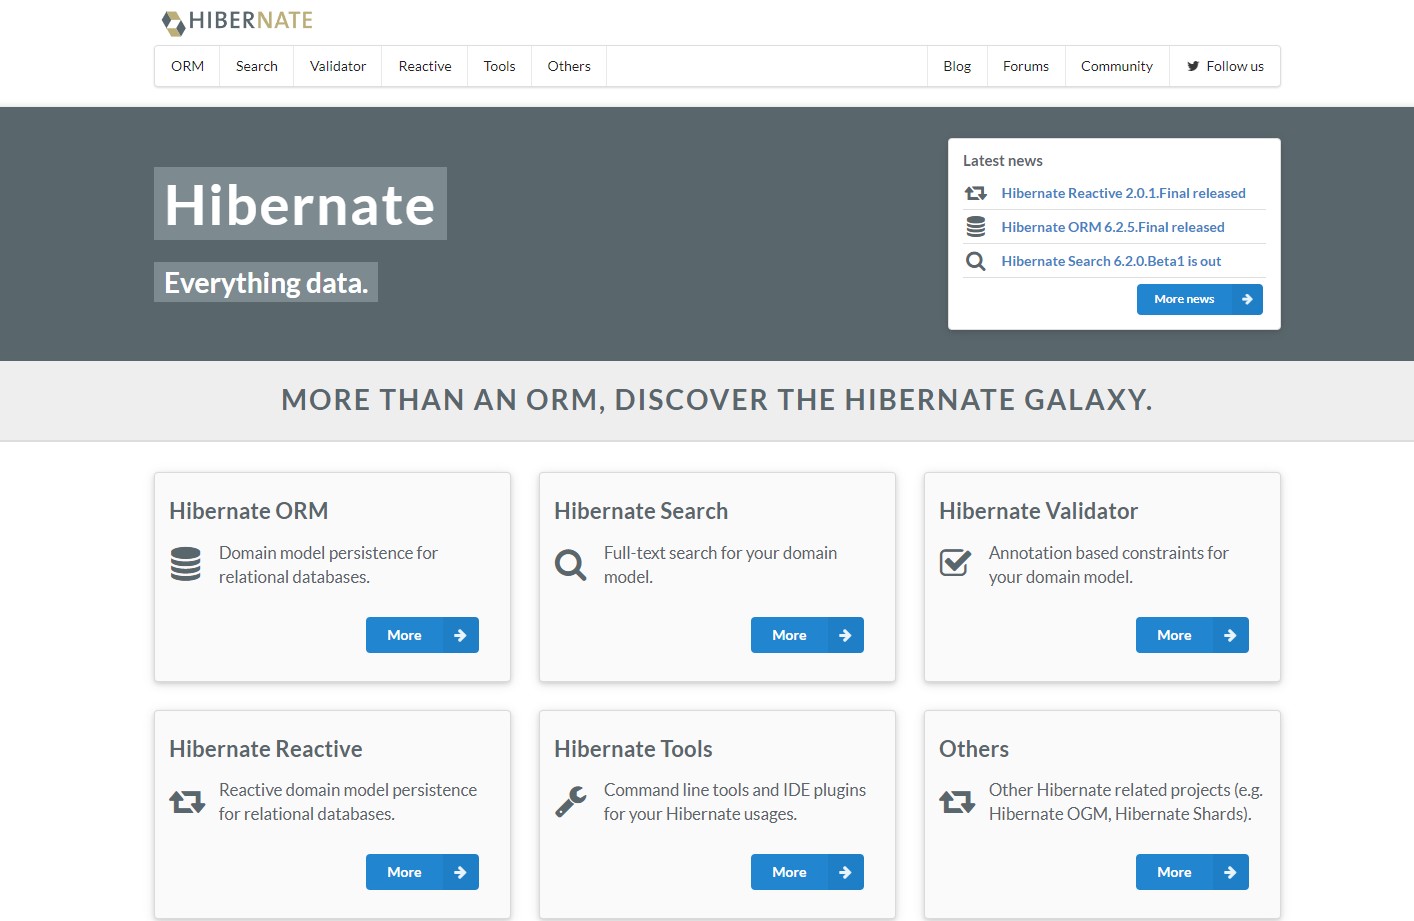 HIBERNATE
ORM Search Validator Reactive Tools Others Blog Forums Community Follow us
Hibernate
Everything data.
Latest news
Hibernate Reactive 2.0.1.Final released
Hibernate ORM 6.2.5.Final released
Hibernate Search 6.2.0.Beta1 is out
More news
MORE THAN AN ORM, DISCOVER THE HIBERNATE GALAXY.
Hibernate ORM
Domain model persistence for
relational databases.
More
Hibernate Search
Full-text search for your domain
model.
More
Hibernate Validator
Annotation based constraints for
your domain model.
More
Hibernate Reactive
Reactive domain model persistence
for relational databases.
More
Hibernate Tools
Command line tools and IDE plugins
for your Hibernate usages.
More
Others
Other Hibernate related projects (e.g.
Hibernate OGM, Hibernate Shards).
More